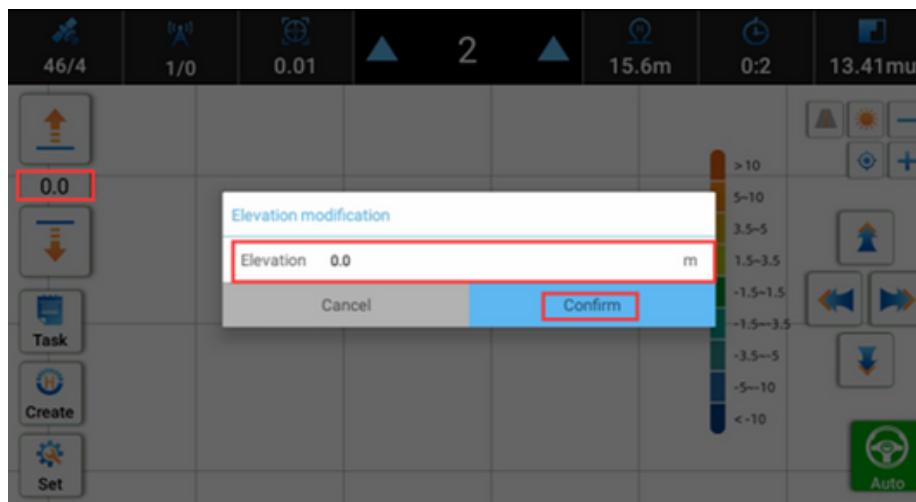 46/4
1/0
0.01
2
15.6m
0:2
13.41mu
0.0
>10
5~10
3.5~5
1.5~3.5
-1.5~1.5
-1.5~-3.5
-3.5~-5
-5~-10
<-10
Elevation modification
Elevation 0.0 m
Cancel Confirm
Task
Create
Set
Auto